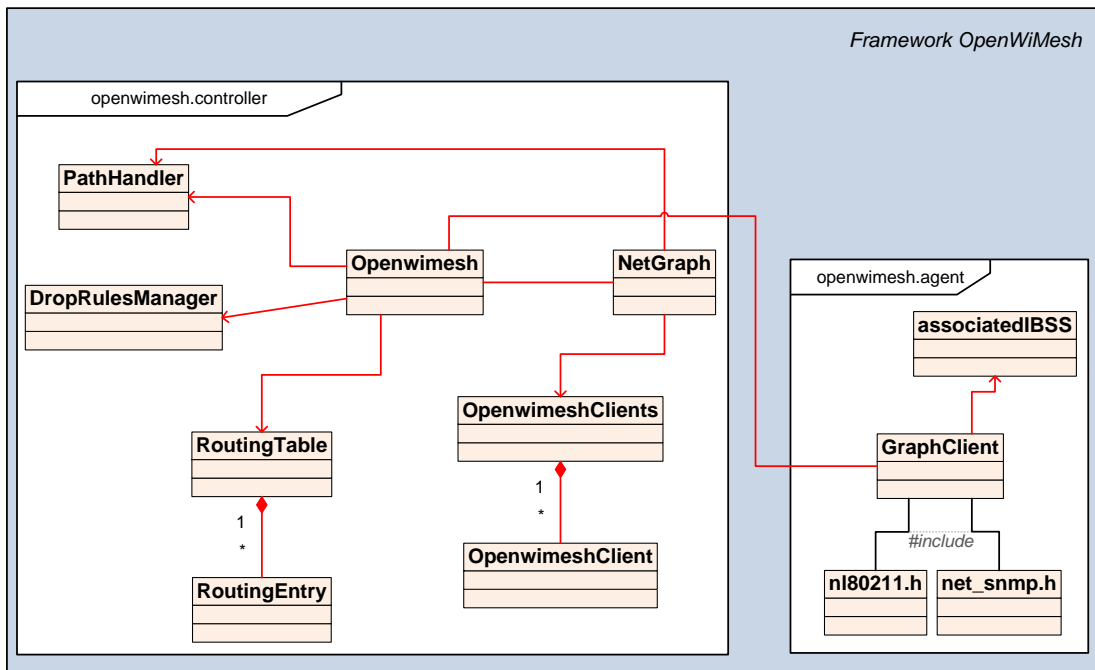 Framework OpenWiMesh
openwimesh.controller
PathHandler
Openwimesh
NetGraph
DropRulesManager
RoutingTable
1
*
RoutingEntry
OpenwimeshClients
1
*
OpenwimeshClient
openwimesh.agent
associatedIBSS
GraphClient
#include
nl80211.h
net_snmp.h